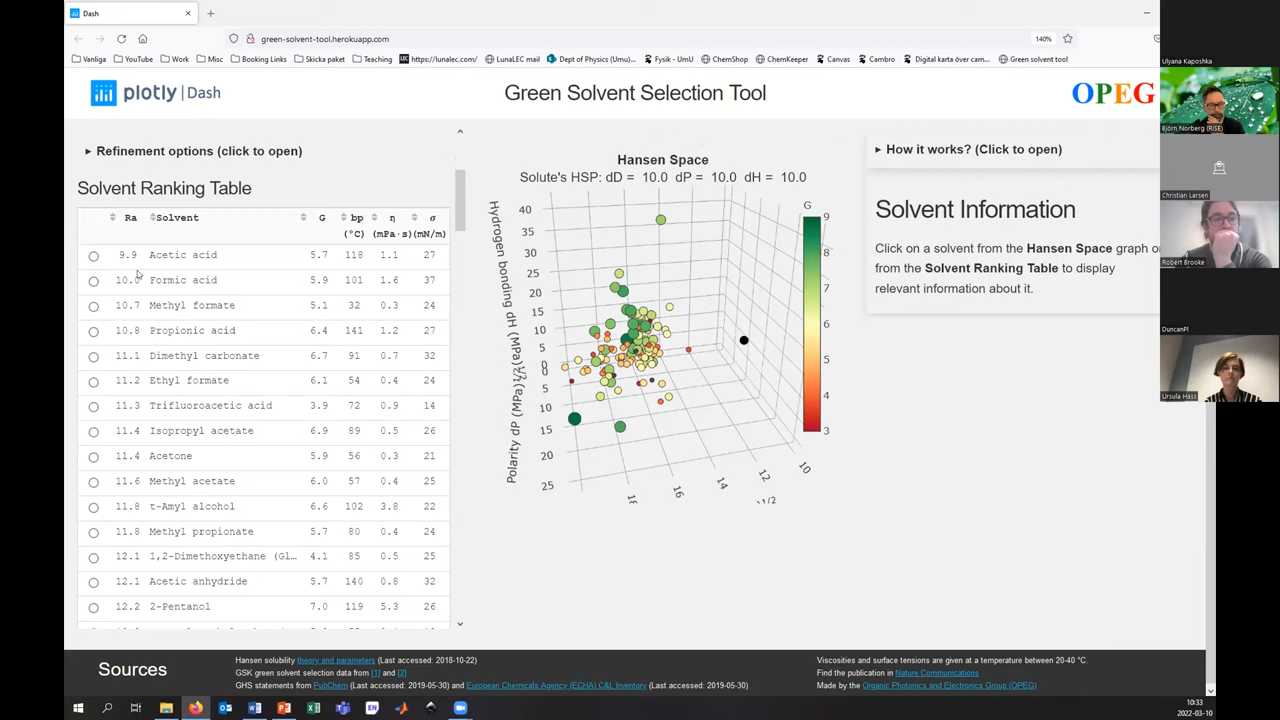 Dash
green-solvent-tool.herokuapp.com
140%
Vanliga YouTube Work Misc Booking Links Skicka paket Teaching https://lunalec.com/ LunaLEC mail Dept of Physics (Umu)... Fysik - UmU ChemShop ChemKeeper Canvas Cambro Digital karta över cam... Green solvent tool
plotly | Dash
Green Solvent Selection Tool
OPEG
Refinement options (click to open)
Solvent Ranking Table
Ra Solvent G bp η σ
(°C) (mPa·s) (mN/m)
9.9 Acetic acid 5.7 118 1.1 27
10.0 Formic acid 5.9 101 1.6 37
10.7 Methyl formate 5.1 32 0.3 24
10.8 Propionic acid 6.4 141 1.2 27
11.1 Dimethyl carbonate 6.7 91 0.7 32
11.2 Ethyl formate 6.1 54 0.4 24
11.3 Trifluoroacetic acid 3.9 72 0.9 14
11.4 Isopropyl acetate 6.9 89 0.5 26
11.4 Acetone 5.9 56 0.3 21
11.6 Methyl acetate 6.0 57 0.4 25
11.8 t-Amyl alcohol 6.6 102 3.8 22
11.8 Methyl propionate 5.7 80 0.4 24
12.1 1,2-Dimethoxyethane (Gl... 4.1 85 0.5 25
12.1 Acetic anhydride 5.7 140 0.8 32
12.2 2-Pentanol 7.0 119 5.3 26
Hansen Space
Solute's HSP: dD = 10.0 dP = 10.0 dH = 10.0
Hydrogen bonding dH (MPa)1/2
40
35
30
25
20
15
10
5
0
Polarity dP (MPa)1/2
0
5
10
15
20
25
18
16
14
12
10
G
9
8
7
6
5
4
3
How it works? (Click to open)
Solvent Information
Click on a solvent from the Hansen Space graph or
from the Solvent Ranking Table to display
relevant information about it.
Ulyana Kaposhka
Björn Norberg (RISE)
Christian Larsen
Robert Brooke
DuncanPl
Ursula Hass
Sources
Hansen solubility theory and parameters (Last accessed: 2018-10-22)
GSK green solvent selection data from [1] and [2]
GHS statements from PubChem (Last accessed: 2019-05-30) and European Chemicals Agency (ECHA) C&L Inventory (Last accessed: 2019-05-30)
Viscosities and surface tensions are given at a temperature between 20-40 °C.
Find the publication in Nature Communications
Made by the Organic Photonics and Electronics Group (OPEG)
EN
10:33
2022-03-10